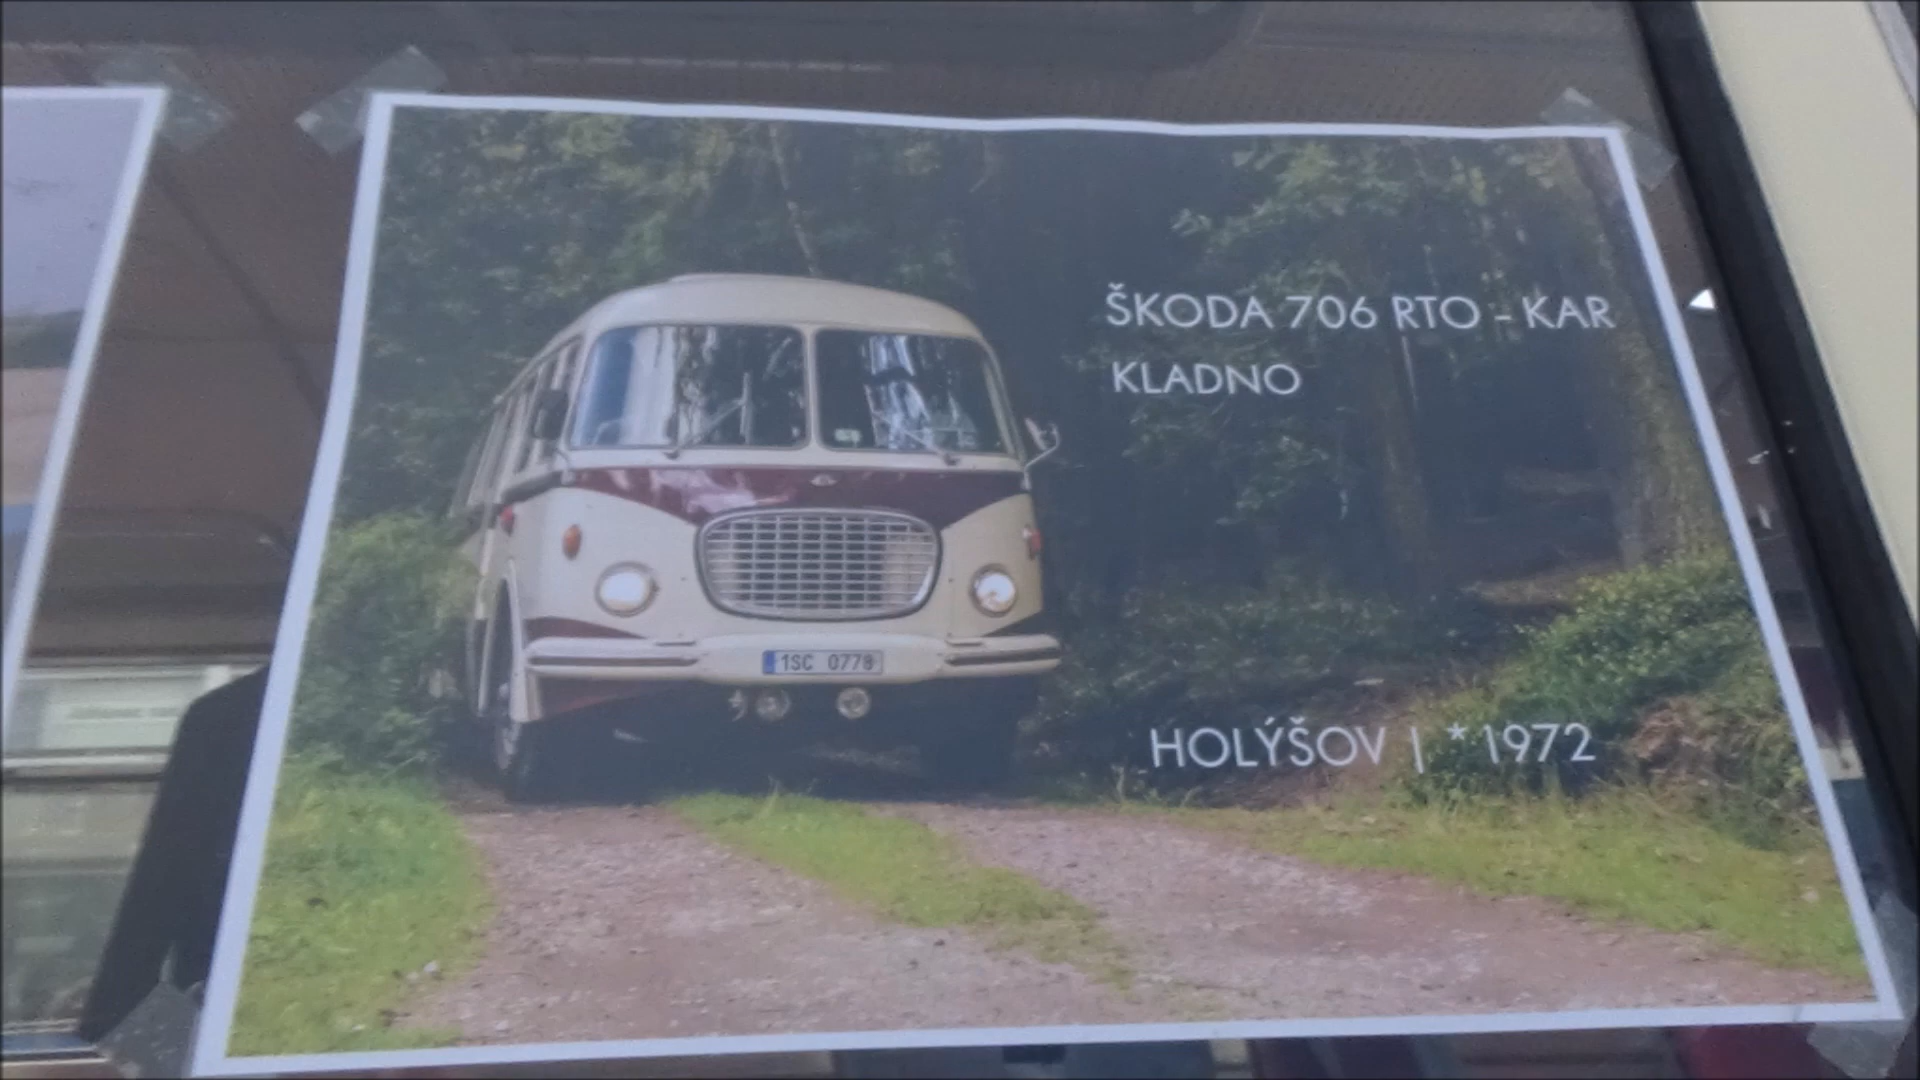 ŠKODA 706 RTO - KAR
KLADNO
1SC 0778
HOLÝŠOV | *1972